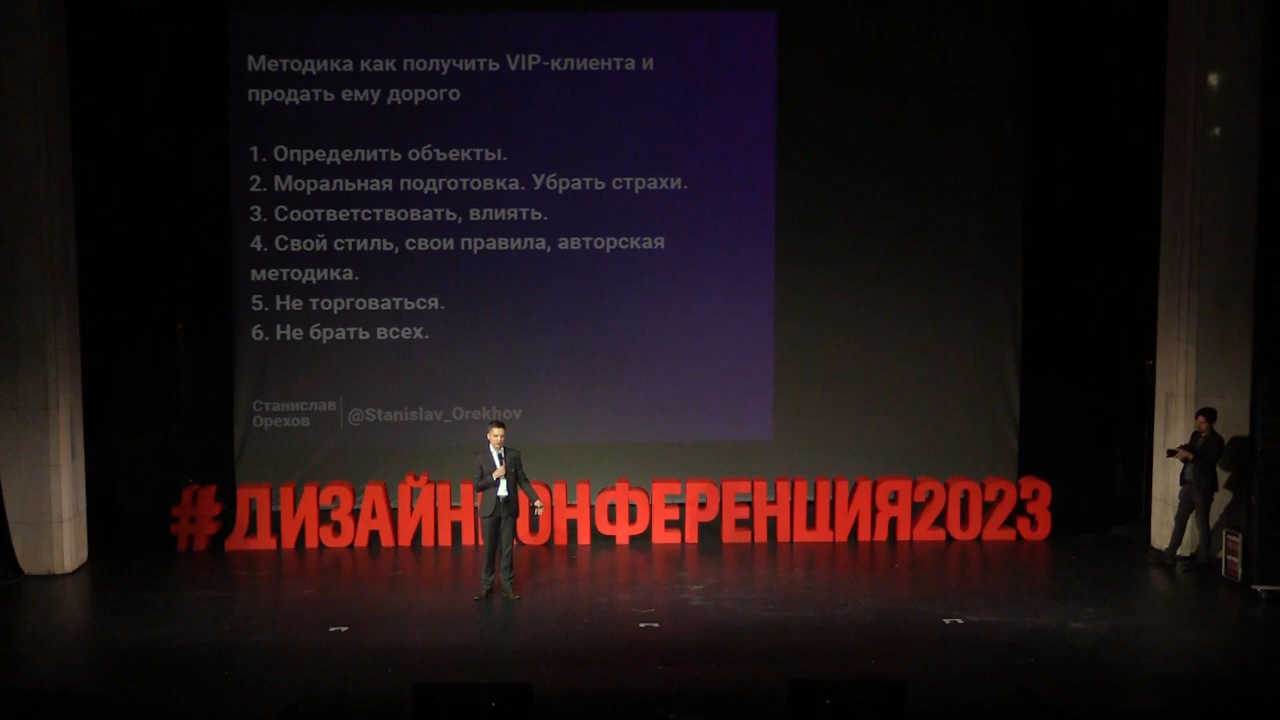 Методика как получить VIP-клиента и
продать ему дорого
1. Определить объекты.
2. Моральная подготовка. Убрать страхи.
3. Соответствовать, влиять.
4. Свой стиль, свои правила, авторская
методика.
5. Не торговаться.
6. Не брать всех.
Станислав
Орехов
@Stanislav_Orekhov
#ДИЗАЙНКОНФЕРЕНЦИЯ2023